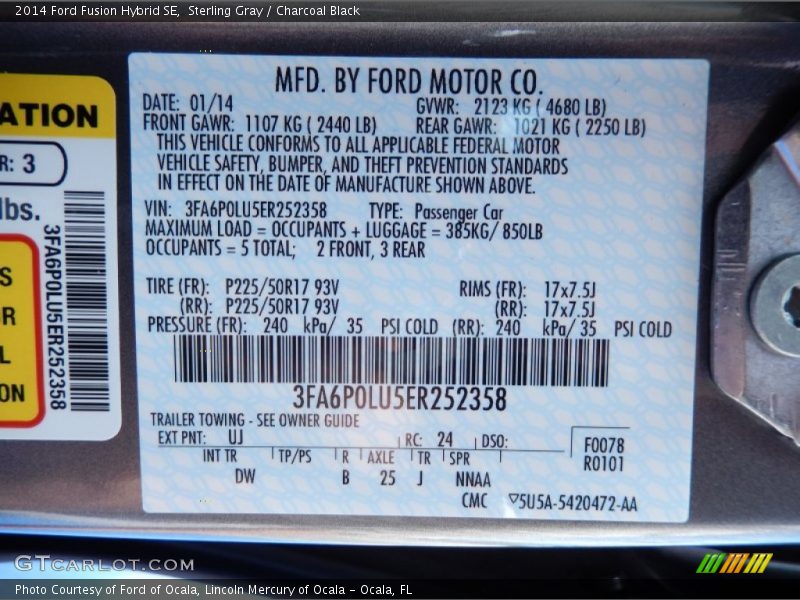 2014 Ford Fusion Hybrid SE, Sterling Gray / Charcoal Black
ATION
R: 3
lbs.
S
R
L
ON
3FA6P0LU5ER252358
MFD. BY FORD MOTOR CO.
DATE: 01/14 GVWR: 2123 KG ( 4680 LB)
FRONT GAWR: 1107 KG ( 2440 LB) REAR GAWR: 1021 KG ( 2250 LB)
THIS VEHICLE CONFORMS TO ALL APPLICABLE FEDERAL MOTOR
VEHICLE SAFETY, BUMPER, AND THEFT PREVENTION STANDARDS
IN EFFECT ON THE DATE OF MANUFACTURE SHOWN ABOVE.
VIN: 3FA6P0LU5ER252358 TYPE: Passenger Car
MAXIMUM LOAD = OCCUPANTS + LUGGAGE = 385KG/ 850LB
OCCUPANTS = 5 TOTAL; 2 FRONT, 3 REAR
TIRE (FR): P225/50R17 93V RIMS (FR): 17x7.5J
(RR): P225/50R17 93V (RR): 17x7.5J
PRESSURE (FR): 240 kPa/ 35 PSI COLD (RR): 240 kPa/ 35 PSI COLD
3FA6P0LU5ER252358
TRAILER TOWING - SEE OWNER GUIDE
EXT PNT: UJ RC: 24 DSO: F0078
INT TR TP/PS R AXLE TR SPR R0101
DW B 25 J NNAA
CMC 5U5A-5420472-AA
GTCARLOT.COM
Photo Courtesy of Ford of Ocala, Lincoln Mercury of Ocala - Ocala, FL